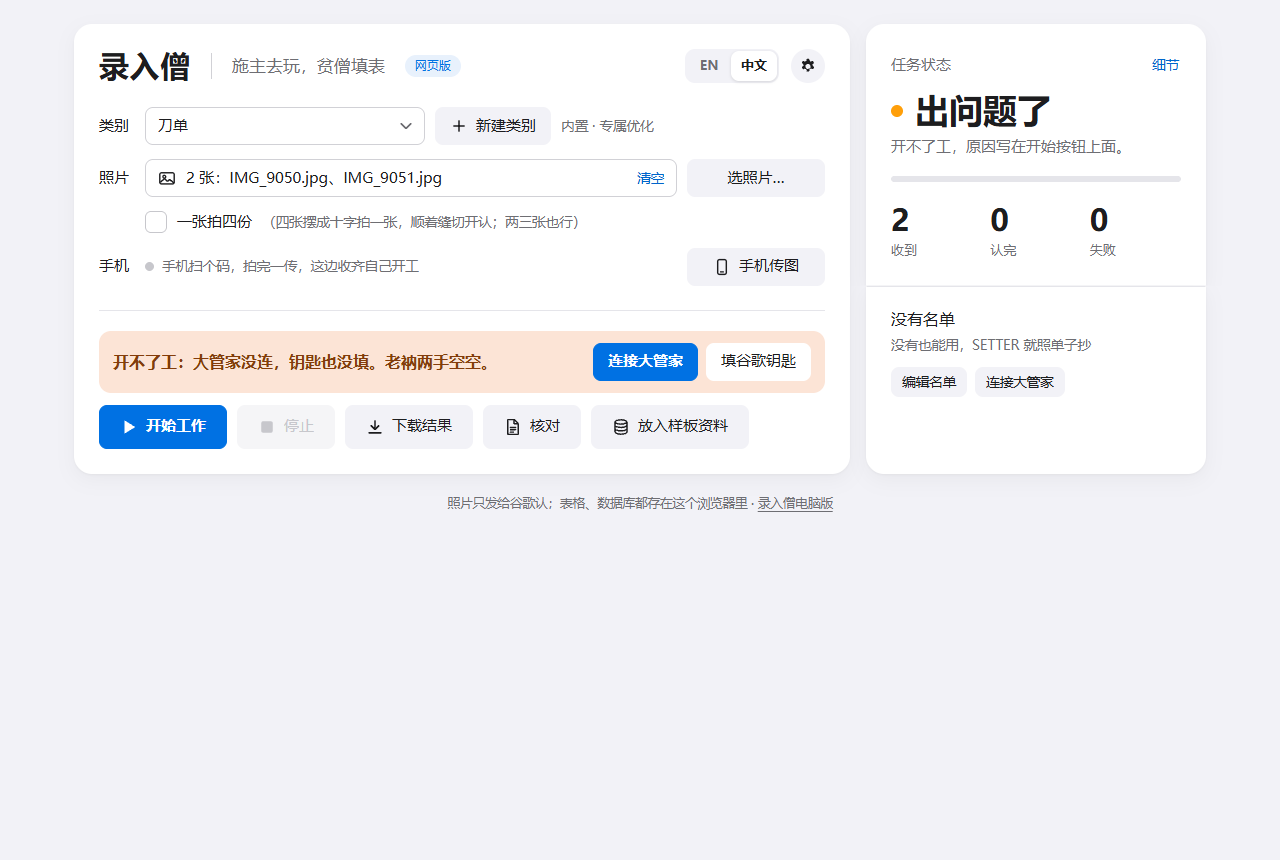 录入僧
施主去玩，贫僧填表
网页版
EN 中文
类别
刀单
新建类别
内置 · 专属优化
照片
2 张：IMG_9050.jpg、IMG_9051.jpg
清空
选照片...
一张拍四份 （四张摆成十字拍一张，顺着缝切开认；两三张也行）
手机
手机扫个码，拍完一传，这边收齐自己开工
手机传图
开不了工：大管家没连，钥匙也没填。老衲两手空空。
连接大管家
填谷歌钥匙
开始工作
停止
下载结果
核对
放入样板资料
任务状态
细节
出问题了
开不了工，原因写在开始按钮上面。
2 0 0
收到 认完 失败
没有名单
没有也能用，SETTER 就照单子抄
编辑名单
连接大管家
照片只发给谷歌认；表格、数据库都存在这个浏览器里 · 录入僧电脑版